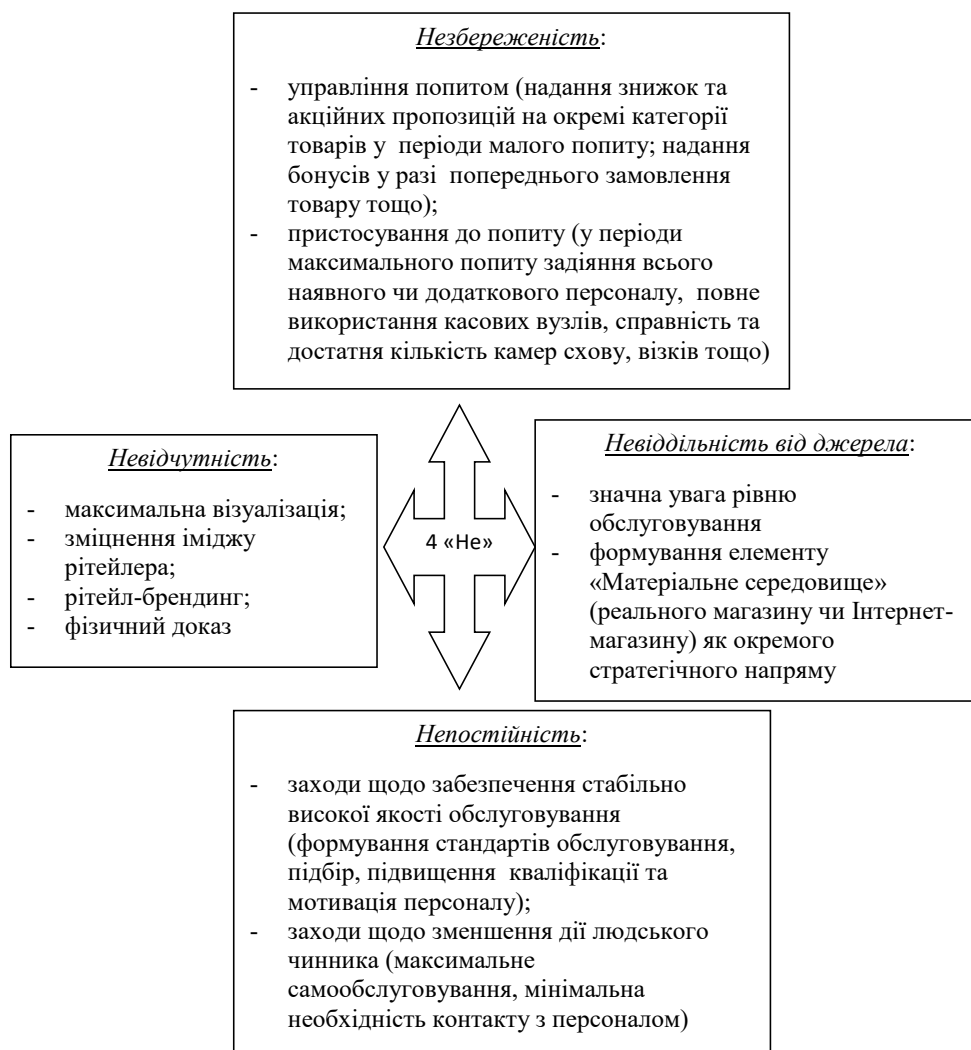 Незбереженість:
- управління попитом (надання знижок та
акційних пропозицій на окремі категорії
товарів у періоди малого попиту; надання
бонусів у разі попереднього замовлення
товару тощо);
- пристосування до попиту (у періоди
максимального попиту задіяння всього
наявного чи додаткового персоналу, повне
використання касових вузлів, справність та
достатня кількість камер схову, візків тощо)
Невідчутність:
- максимальна візуалізація;
- зміцнення іміджу
рітейлера;
- рітейл-брендинг;
- фізичний доказ
4 «Не»
Невіддільність від джерела:
- значна увага рівню
обслуговування
- формування елементу
«Матеріальне середовище»
(реального магазину чи Інтернет-
магазину) як окремого
стратегічного напряму
Непостійність:
- заходи щодо забезпечення стабільно
високої якості обслуговування
(формування стандартів обслуговування,
підбір, підвищення кваліфікації та
мотивація персоналу);
- заходи щодо зменшення дії людського
чинника (максимальне
самообслуговування, мінімальна
необхідність контакту з персоналом)